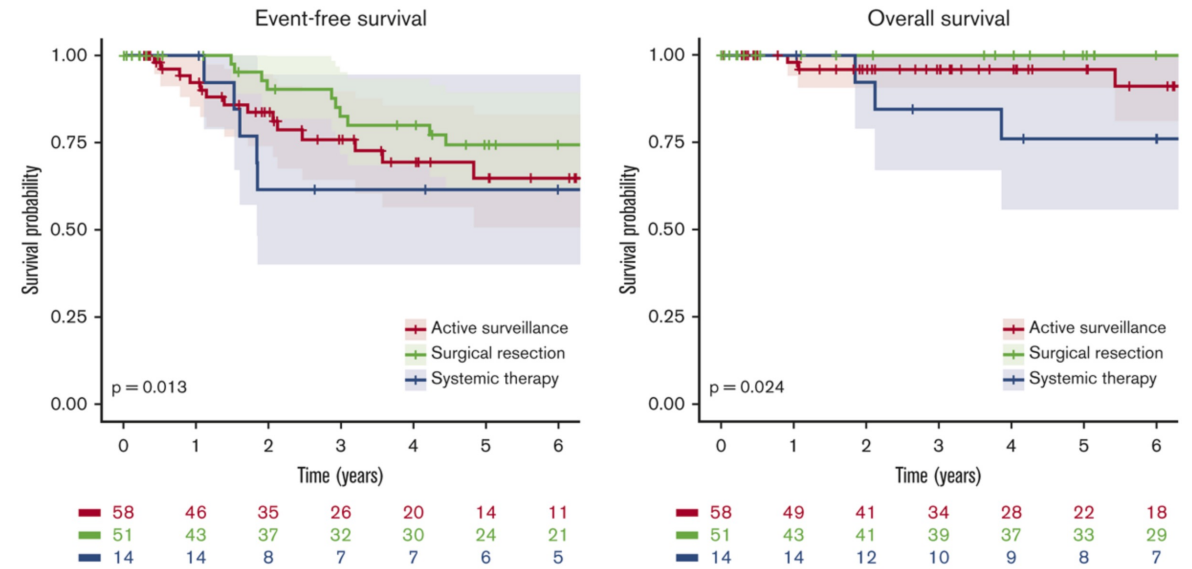 Event-free survival
Survival probability
1.00
0.75
0.50
0.25
0.00
Active surveillance
Surgical resection
Systemic therapy
p = 0.013
0 1 2 3 4 5 6
Time (years)
58 46 35 26 20 14 11
51 43 37 32 30 24 21
14 14 8 7 7 6 5
Overall survival
Survival probability
1.00
0.75
0.50
0.25
0.00
Active surveillance
Surgical resection
Systemic therapy
p = 0.024
0 1 2 3 4 5 6
Time (years)
58 49 41 34 28 22 18
51 43 41 39 37 33 29
14 14 12 10 9 8 7